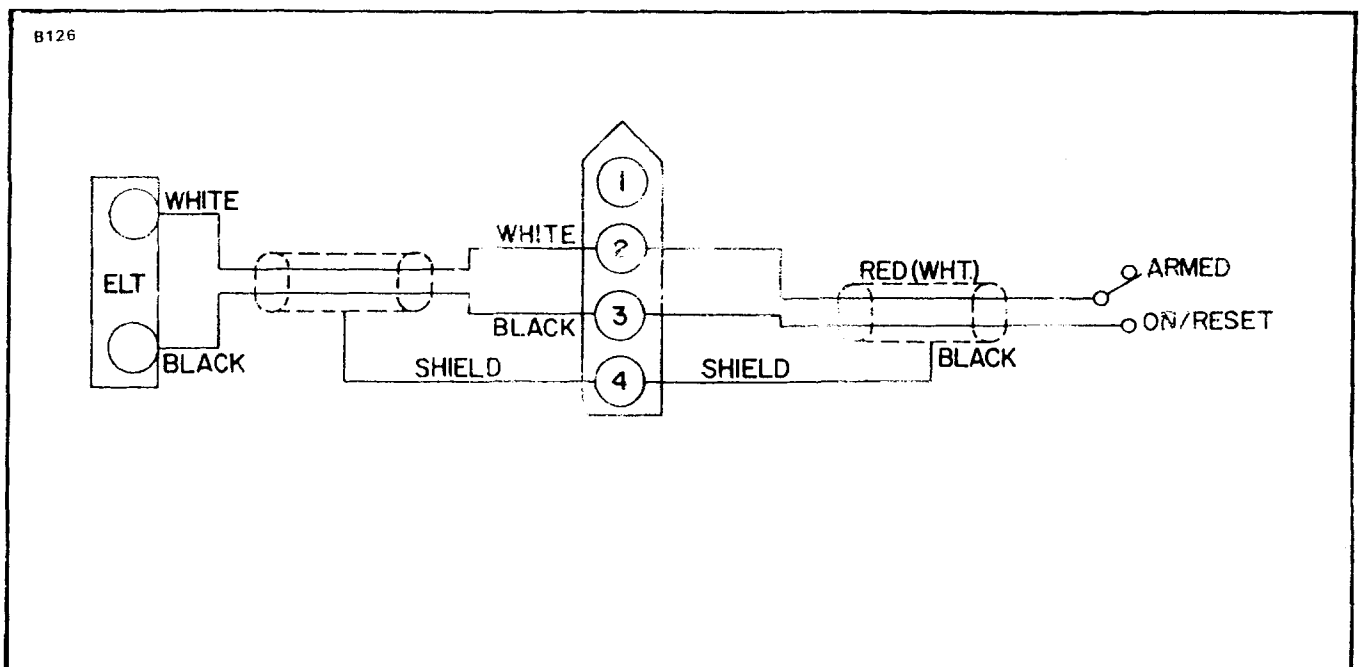 B126
WHITE
ELT
BLACK
WHITE
BLACK
SHIELD
1
2
3
4
SHIELD
RED (WHT.)
BLACK
ARMED
ON/RESET